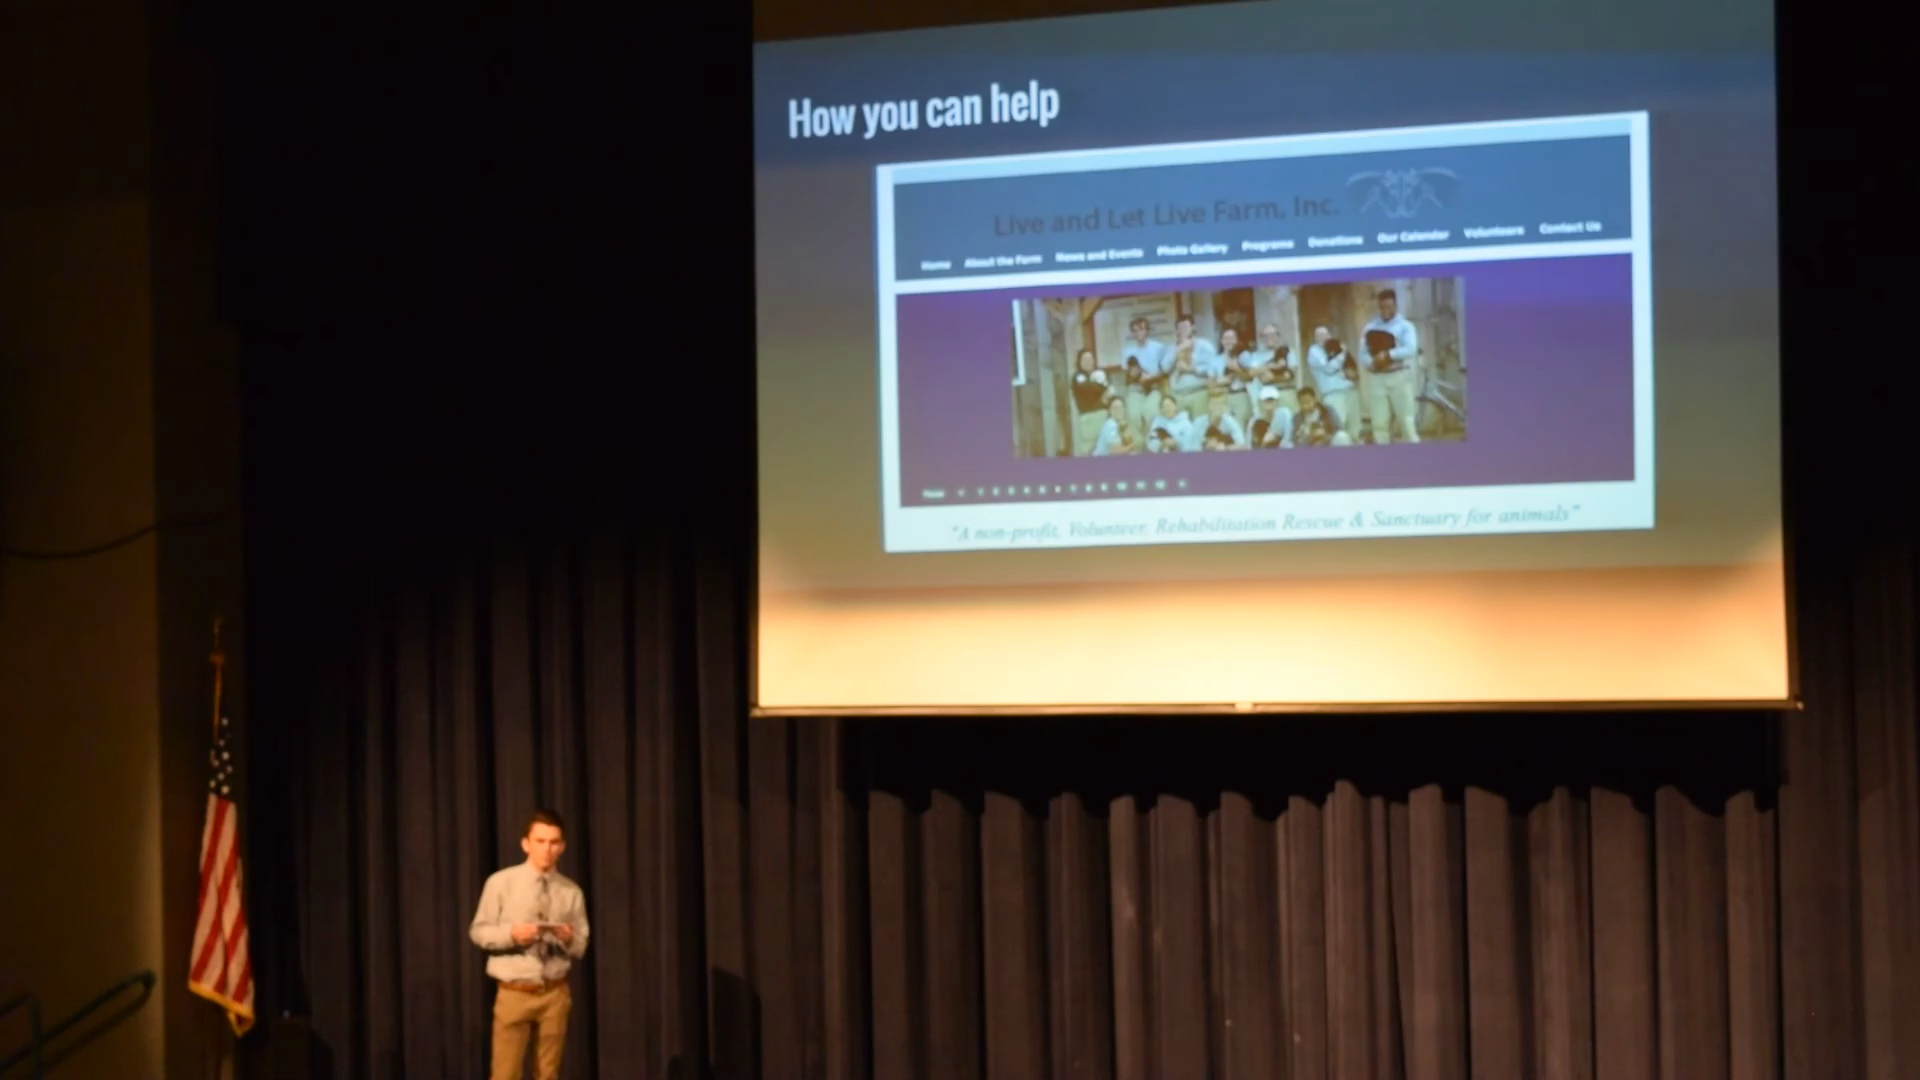 How you can help
Live and Let Live Farm, Inc.
Home About the Farm News and Events Photo Gallery Programs Donations Our Calendar Volunteers Contact Us
"A non-profit, Volunteer, Rehabilitation Rescue & Sanctuary for animals"